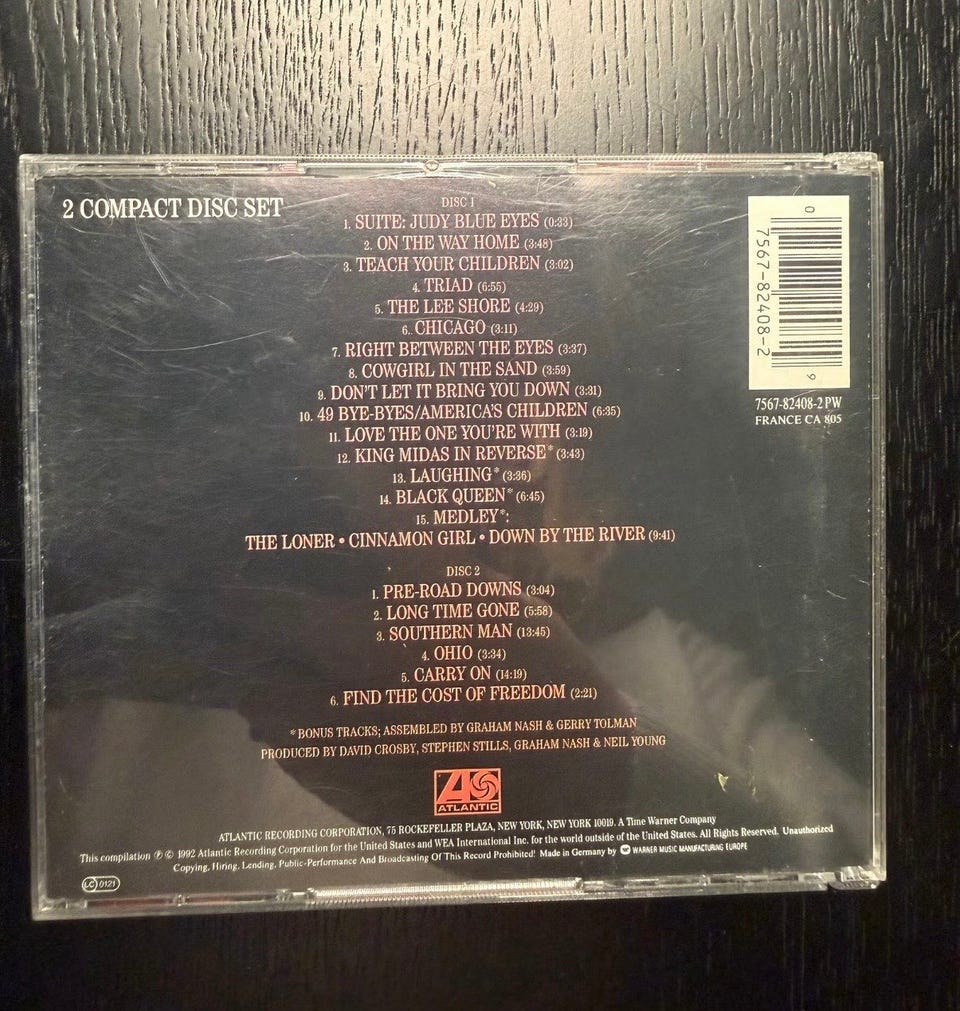 2 COMPACT DISC SET
DISC 1
1. SUITE: JUDY BLUE EYES (0:33)
2. ON THE WAY HOME (3:48)
3. TEACH YOUR CHILDREN (3:02)
4. TRIAD (6:55)
5. THE LEE SHORE (4:29)
6. CHICAGO (3:11)
7. RIGHT BETWEEN THE EYES (3:37)
8. COWGIRL IN THE SAND (3:59)
9. DON'T LET IT BRING YOU DOWN (3:31)
10. 49 BYE-BYES/AMERICA'S CHILDREN (6:35)
11. LOVE THE ONE YOU'RE WITH (3:19)
12. KING MIDAS IN REVERSE* (3:43)
13. LAUGHING* (3:36)
14. BLACK QUEEN* (6:45)
15. MEDLEY*:
THE LONER • CINNAMON GIRL • DOWN BY THE RIVER (9:41)
DISC 2
1. PRE-ROAD DOWNS (3:04)
2. LONG TIME GONE (5:58)
3. SOUTHERN MAN (13:45)
4. OHIO (3:34)
5. CARRY ON (14:19)
6. FIND THE COST OF FREEDOM (2:21)
*BONUS TRACKS; ASSEMBLED BY GRAHAM NASH & GERRY TOLMAN
PRODUCED BY DAVID CROSBY, STEPHEN STILLS, GRAHAM NASH & NEIL YOUNG
0 7567-82408-2 9
7567-82408-2 PW
FRANCE CA 805
ATLANTIC
ATLANTIC RECORDING CORPORATION, 75 ROCKEFELLER PLAZA, NEW YORK, NEW YORK 10019. A Time Warner Company
This compilation ℗ © 1992 Atlantic Recording Corporation for the United States and WEA International Inc. for the world outside of the United States. All Rights Reserved. Unauthorized
Copying, Hiring, Lending, Public-Performance And Broadcasting Of This Record Prohibited! Made in Germany by WARNER MUSIC MANUFACTURING EUROPE
LC 0121